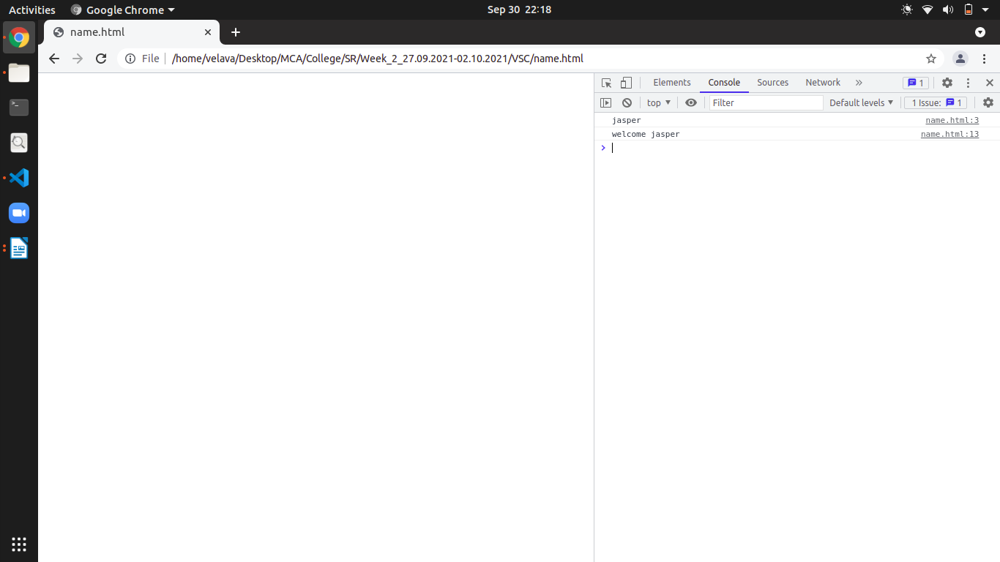 Activities Google Chrome Sep 30 22:18
name.html
File /home/velava/Desktop/MCA/College/SR/Week_2_27.09.2021-02.10.2021/VSC/name.html
Elements Console Sources Network 1
top Filter Default levels 1 Issue: 1
jasper name.html:3
welcome jasper name.html:13